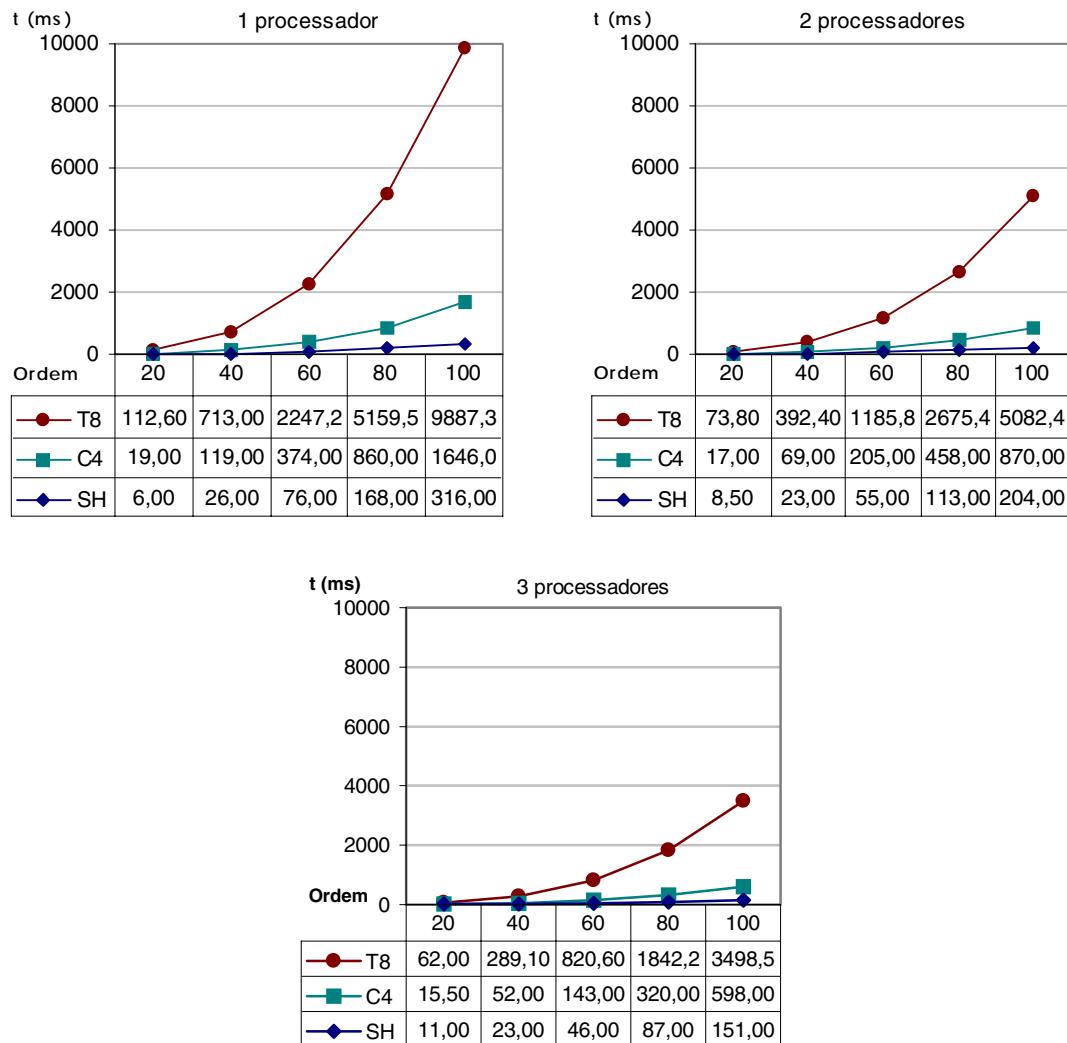 t (ms) 1 processador
10000
8000
6000
4000
2000
0
Ordem 20 40 60 80 100
T8 112,60 713,00 2247,2 5159,5 9887,3
C4 19,00 119,00 374,00 860,00 1646,0
SH 6,00 26,00 76,00 168,00 316,00
t (ms) 2 processadores
10000
8000
6000
4000
2000
0
Ordem 20 40 60 80 100
T8 73,80 392,40 1185,8 2675,4 5082,4
C4 17,00 69,00 205,00 458,00 870,00
SH 8,50 23,00 55,00 113,00 204,00
t (ms) 3 processadores
10000
8000
6000
4000
2000
Ordem 0
20 40 60 80 100
T8 62,00 289,10 820,60 1842,2 3498,5
C4 15,50 52,00 143,00 320,00 598,00
SH 11,00 23,00 46,00 87,00 151,00